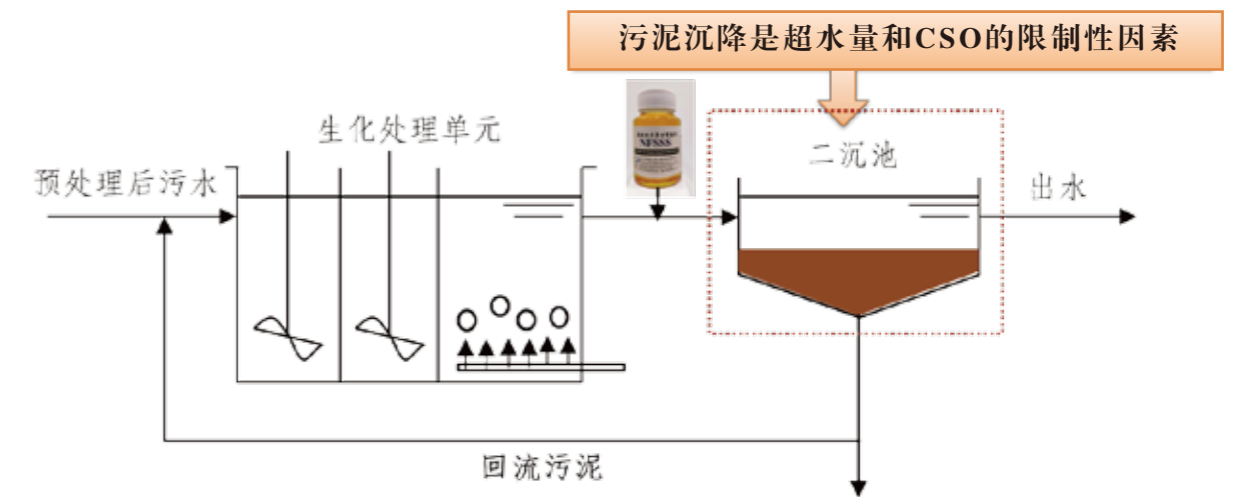 污泥沉降是超水量和CSO的限制性因素
生化处理单元
NFSSS
二沉池
预处理后污水
出水
回流污泥